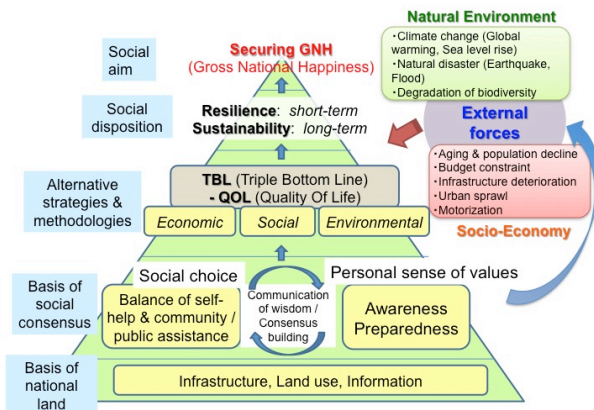 Natural Environment
・Climate change (Global
warming, Sea level rise)
・Natural disaster (Earthquake,
Flood)
・Degradation of biodiversity
External
forces
・Aging & population decline
・Budget constraint
・Infrastructure deterioration
・Urban sprawl
・Motorization
Socio-Economy
Social
aim
Securing GNH
(Gross National Happiness)
Social
disposition
Resilience: short-term
Sustainability: long-term
Alternative
strategies &
methodologies
TBL (Triple Bottom Line)
- QOL (Quality Of Life)
Economic
Social
Environmental
Basis of
social
consensus
Social choice
Personal sense of values
Balance of self-
help & community /
public assistance
Communication
of wisdom /
Consensus
building
Awareness
Preparedness
Basis of
national
land
Infrastructure, Land use, Information